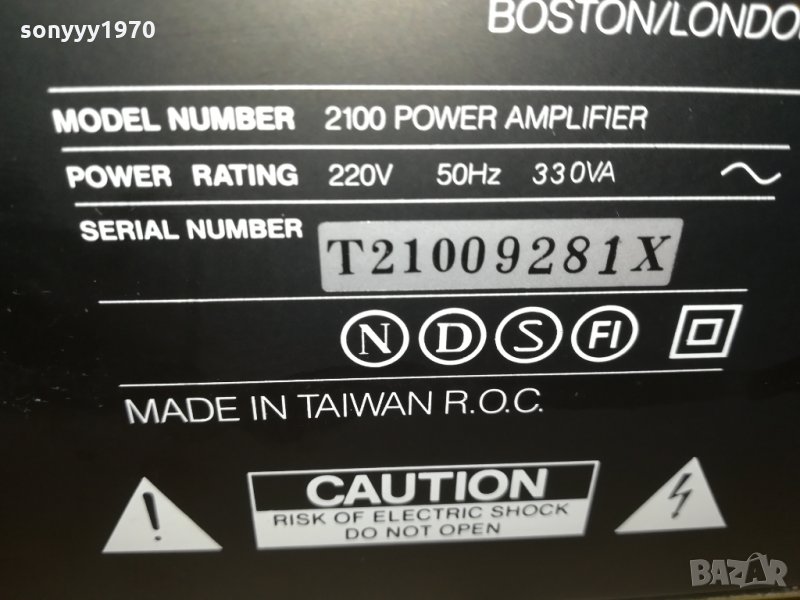 sonyyy1970
BOSTON/LONDO
MODEL NUMBER 2100 POWER AMPLIFIER
POWER RATING 220V 50Hz 330VA
SERIAL NUMBER T21009281X
N D S FI
MADE IN TAIWAN R.O.C.
CAUTION
RISK OF ELECTRIC SHOCK
DO NOT OPEN
BAZAR